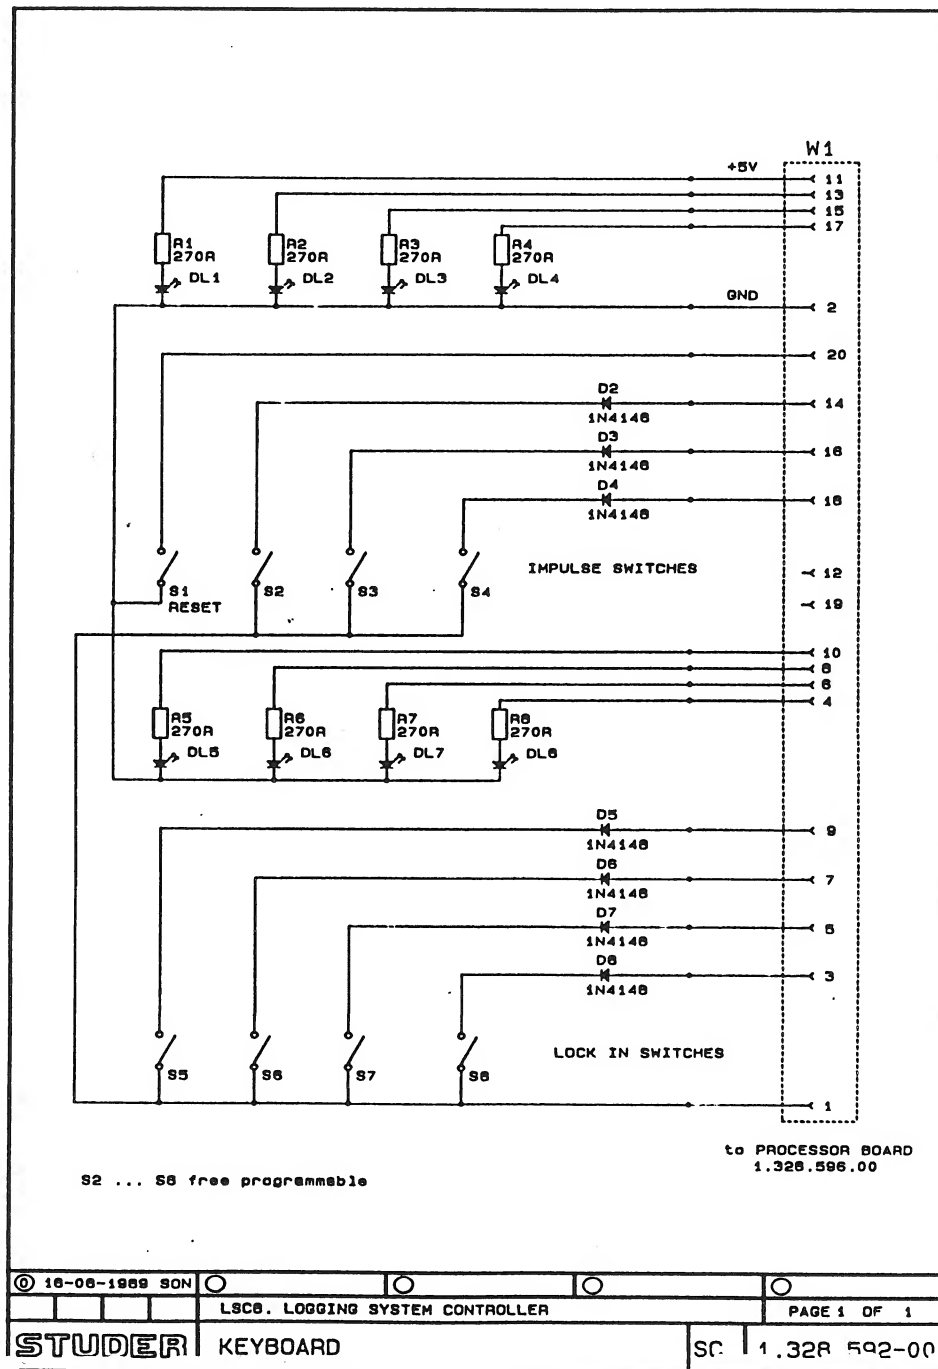 W1
+5V
11
13
15
17
R1
270R
R2
270R
R3
270R
R4
270R
DL1
DL2
DL3
DL4
GND
2
20
D2
14
1N4148
D3
16
1N4148
D4
18
1N4148
IMPULSE SWITCHES
12
S1
S2
S3
S4
RESET
19
10
8
6
4
R5
270R
R6
270R
R7
270R
R8
270R
DL5
DL6
DL7
DL8
D5
9
1N4148
D6
7
1N4148
D7
5
1N4148
D8
3
1N4148
LOCK IN SWITCHES
S5
S6
S7
S8
1
to PROCESSOR BOARD
1.328.596.00
S2 ... S8 free programmable
SON
LSC8. LOGGING SYSTEM CONTROLLER
PAGE 1 OF 1
STUDER
KEYBOARD
SC
1.328.592-00